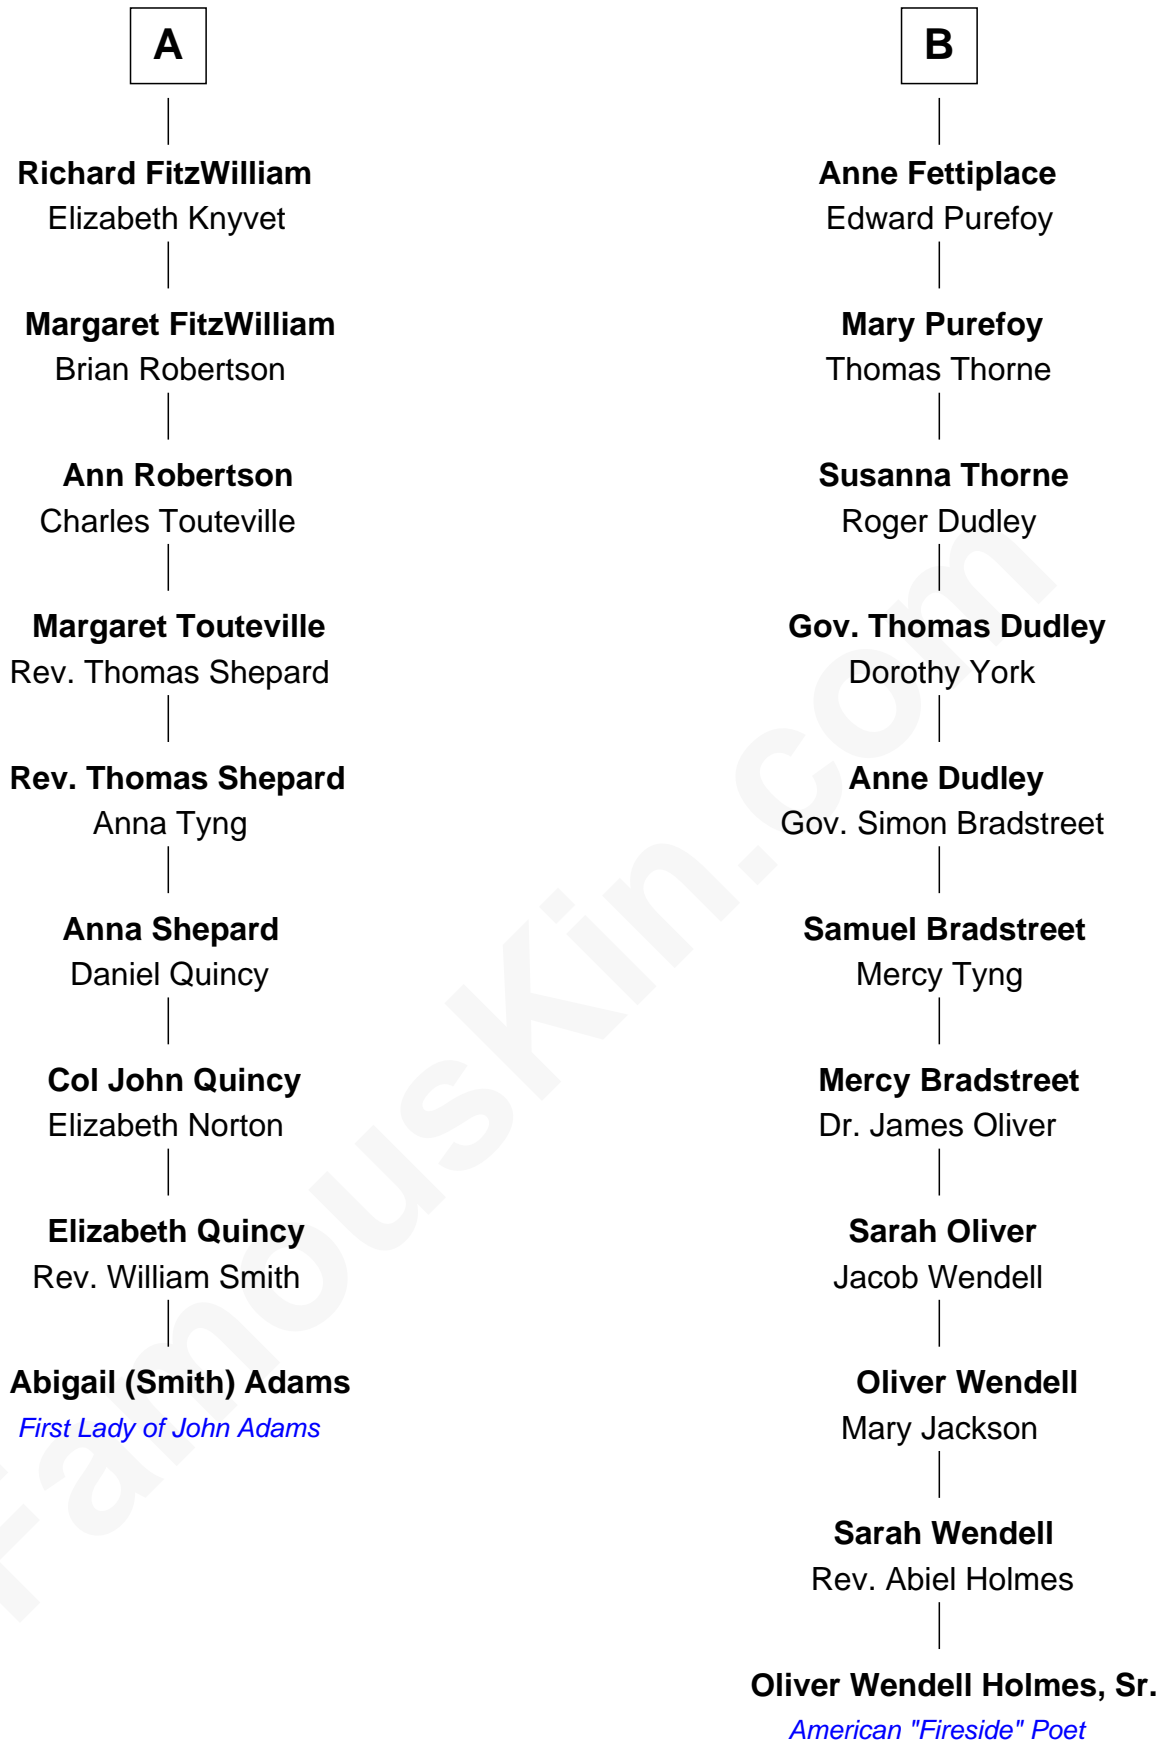 A
Richard FitzWilliam
Elizabeth Knyvet
Margaret FitzWilliam
Brian Robertson
Ann Robertson
Charles Touteville
Margaret Touteville
Rev. Thomas Shepard
Rev. Thomas Shepard
Anna Tyng
Anna Shepard
Daniel Quincy
Col John Quincy
Elizabeth Norton
Elizabeth Quincy
Rev. William Smith
Abigail (Smith) Adams
First Lady of John Adams
B
Anne Fettiplace
Edward Purefoy
Mary Purefoy
Thomas Thorne
Susanna Thorne
Roger Dudley
Gov. Thomas Dudley
Dorothy York
Anne Dudley
Gov. Simon Bradstreet
Samuel Bradstreet
Mercy Tyng
Mercy Bradstreet
Dr. James Oliver
Sarah Oliver
Jacob Wendell
Oliver Wendell
Mary Jackson
Sarah Wendell
Rev. Abiel Holmes
Oliver Wendell Holmes, Sr.
American "Fireside" Poet
FamousKin.com